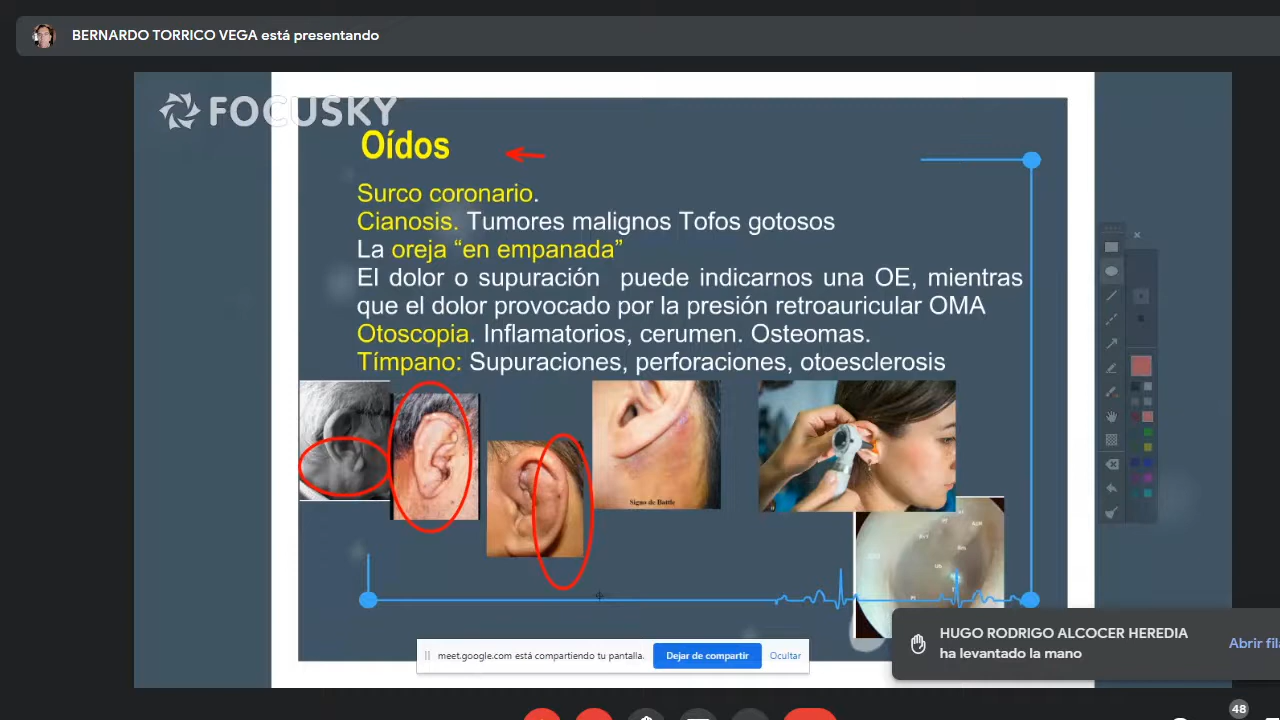 BERNARDO TORRICO VEGA está presentando
FOCUSKY
Oídos
Surco coronario.
Cianosis. Tumores malignos Tofos gotosos
La oreja “en empanada”
El dolor o supuración puede indicarnos una OE, mientras
que el dolor provocado por la presión retroauricular OMA
Otoscopia. Inflamatorios, cerumen. Osteomas.
Tímpano: Supuraciones, perforaciones, otoesclerosis
Signo de Battle
HUGO RODRIGO ALCOCER HEREDIA
ha levantado la mano
Abrir fila
meet.google.com está compartiendo tu pantalla.
Dejar de compartir
Ocultar
48